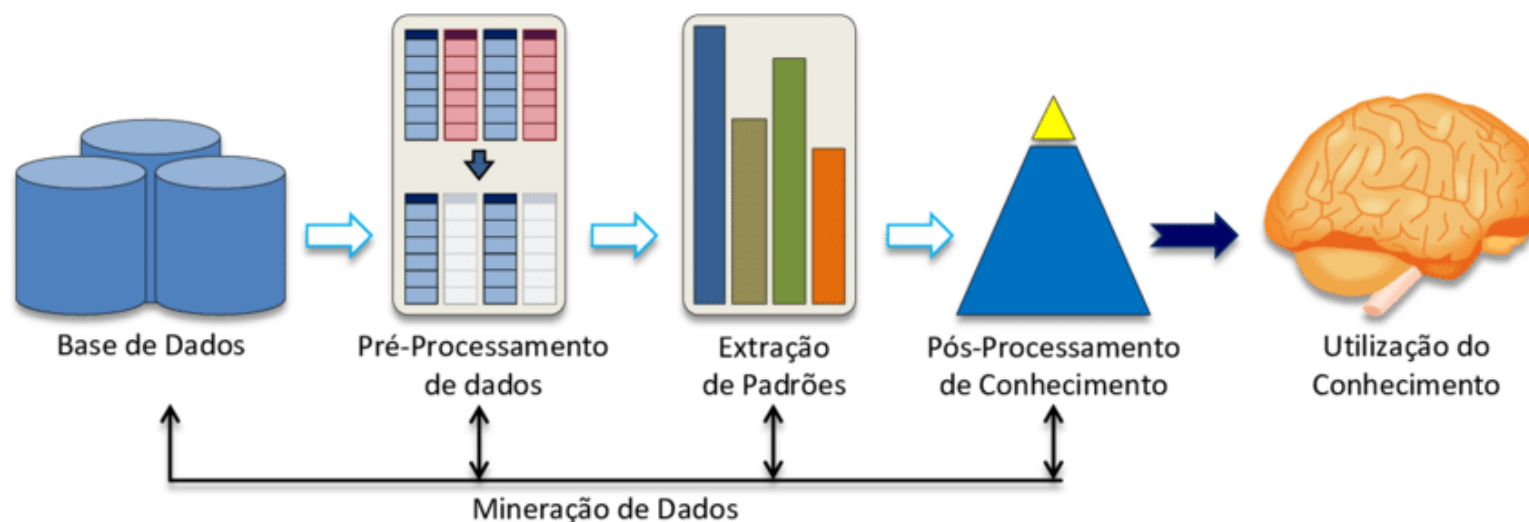 Base de Dados
Pré-Processamento
de dados
Extração
de Padrões
Pós-Processamento
de Conhecimento
Utilização do
Conhecimento
Mineração de Dados